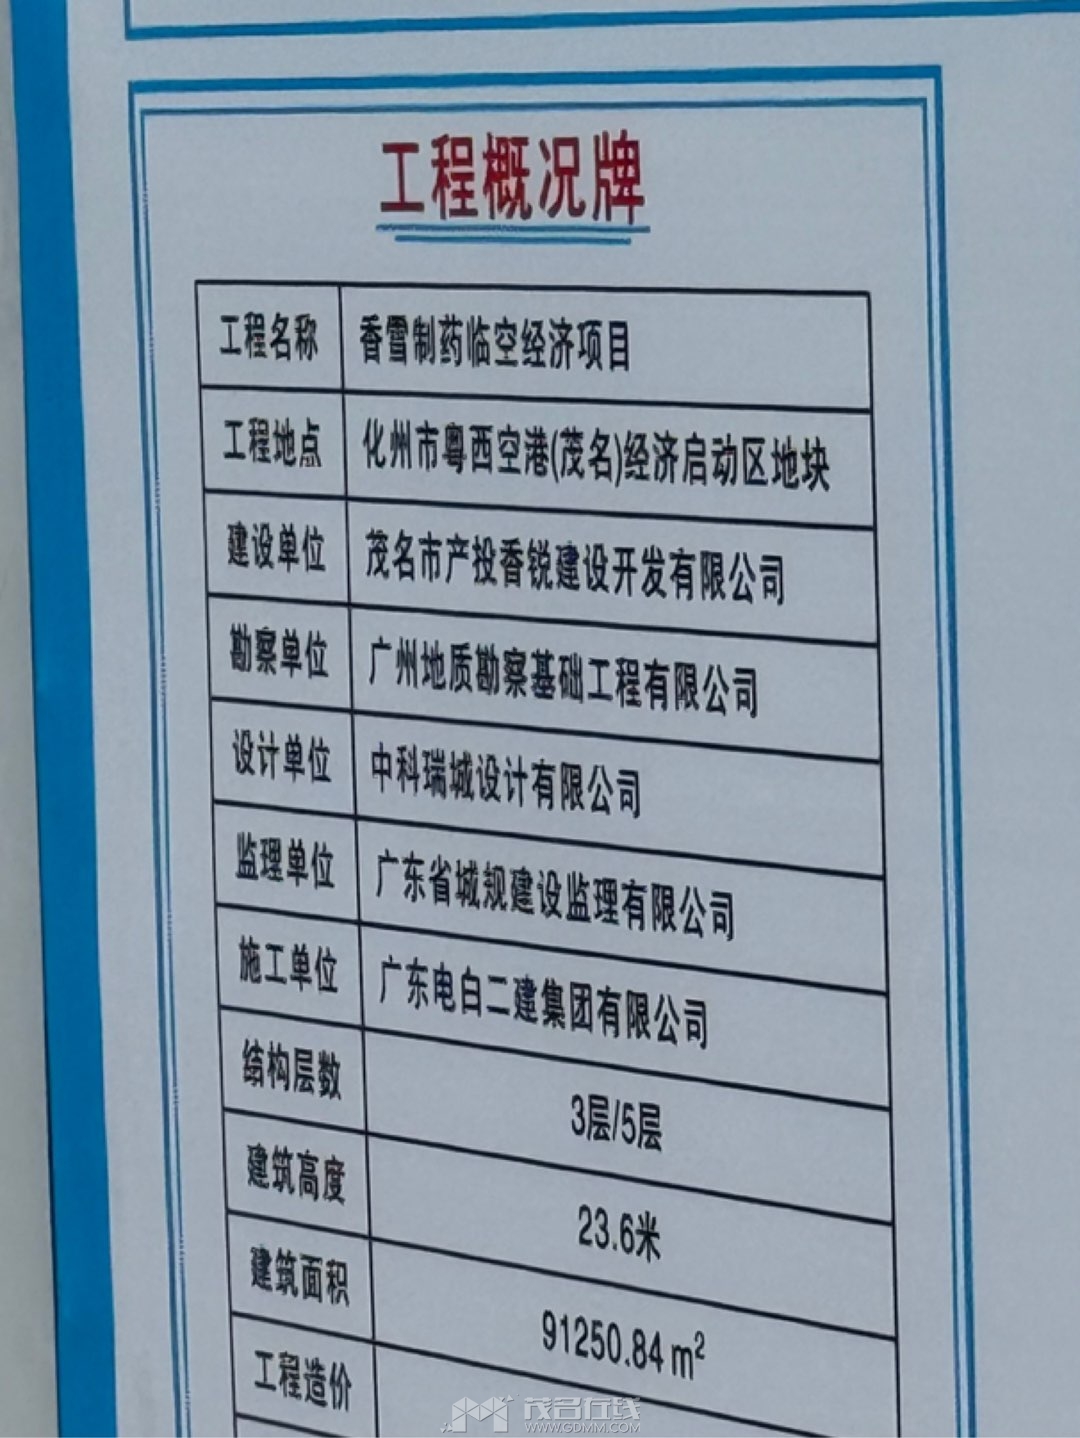 工程概况牌
工程名称 香雪制药临空经济项目
工程地点 化州市粤西空港(茂名)经济启动区地块
建设单位 茂名市产投香锐建设开发有限公司
勘察单位 广州地质勘察基础工程有限公司
设计单位 中科瑞城设计有限公司
监理单位 广东省城规建设监理有限公司
施工单位 广东电白二建集团有限公司
结构层数 3层/5层
建筑高度 23.6米
建筑面积 91250.84 m²
工程造价
茂名在线
WWW.GDMM.COM